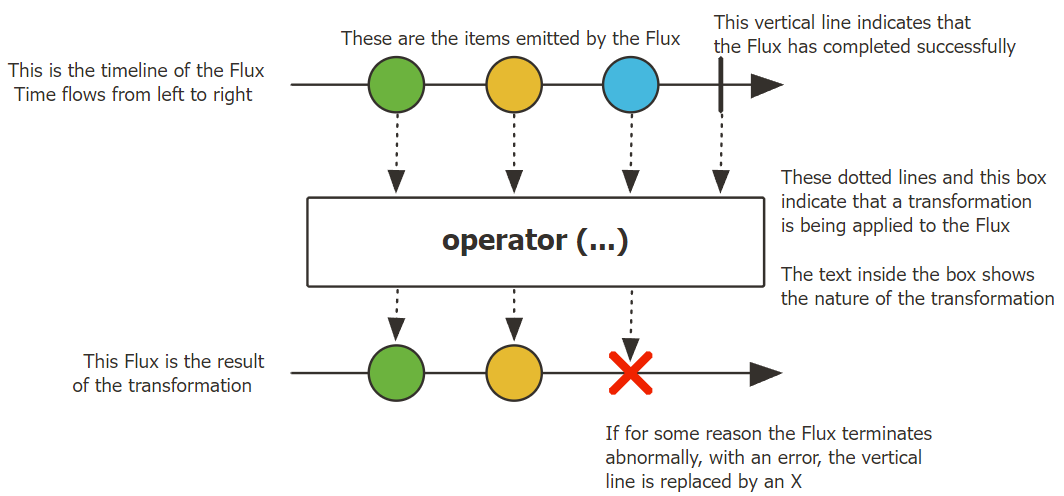 These are the items emitted by the Flux
This vertical line indicates that
the Flux has completed successfully
This is the timeline of the Flux
Time flows from left to right
These dotted lines and this box
indicate that a transformation
is being applied to the Flux
operator (...)
The text inside the box shows
the nature of the transformation
This Flux is the result
of the transformation
If for some reason the Flux terminates
abnormally, with an error, the vertical
line is replaced by an X